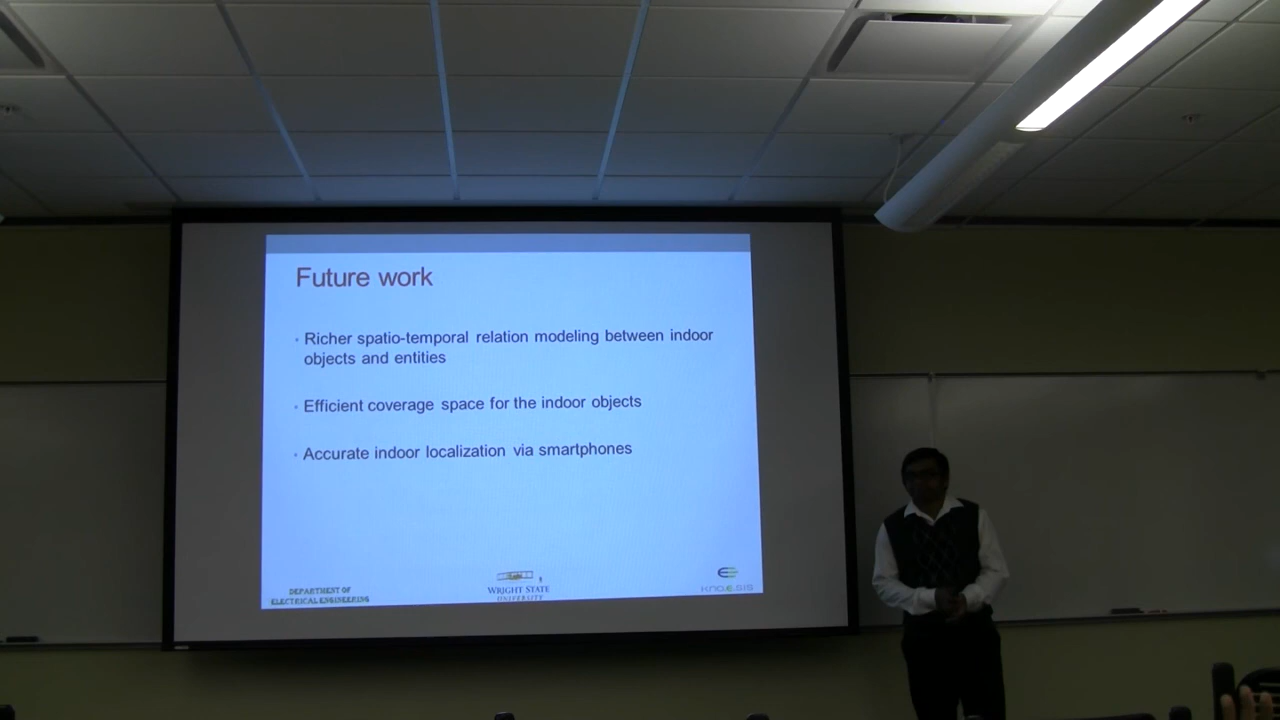 Future work
Richer spatio-temporal relation modeling between indoor
objects and entities
Efficient coverage space for the indoor objects
Accurate indoor localization via smartphones
DEPARTMENT OF
ELECTRICAL ENGINEERING
WRIGHT STATE
UNIVERSITY
KNO.E.SIS